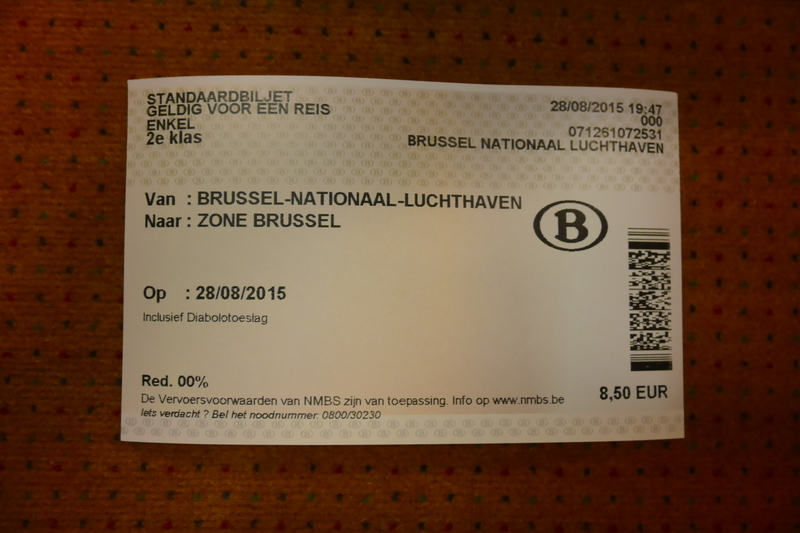 STANDAARDBILJET
GELDIG VOOR EEN REIS
ENKEL
2e klas
28/08/2015 19:47
000
071261072531
BRUSSEL NATIONAAL LUCHTHAVEN
Van : BRUSSEL-NATIONAAL-LUCHTHAVEN
Naar : ZONE BRUSSEL
B
Op : 28/08/2015
Inclusief Diabolotoeslag
Red. 00%
De Vervoersvoorwaarden van NMBS zijn van toepassing. Info op www.nmbs.be
8,50 EUR
Iets verdacht ? Bel het noodnummer: 0800/30230